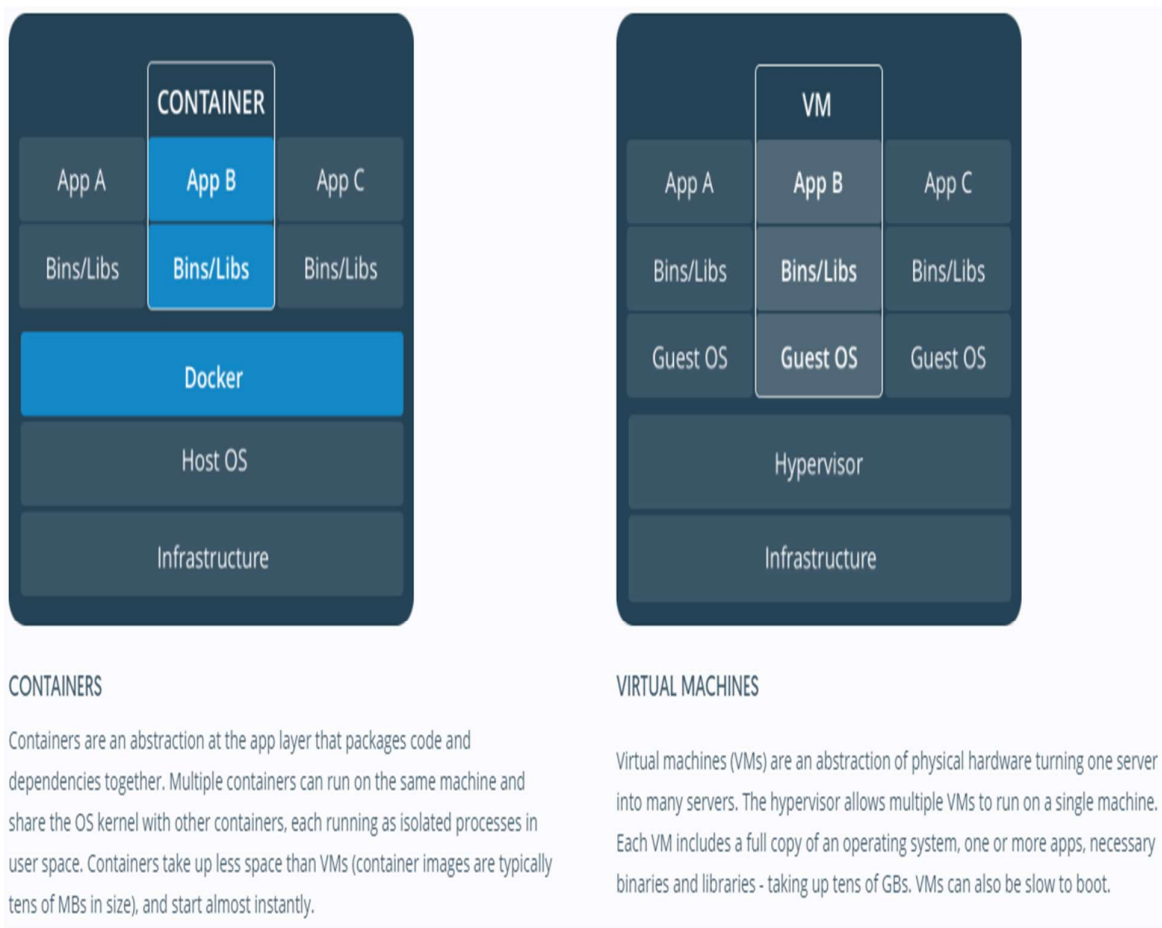 CONTAINER
App A
App B
App C
Bins/Libs
Bins/Libs
Bins/Libs
Docker
Host OS
Infrastructure
CONTAINERS
Containers are an abstraction at the app layer that packages code and
dependencies together. Multiple containers can run on the same machine and
share the OS kernel with other containers, each running as isolated processes in
user space. Containers take up less space than VMs (container images are typically
tens of MBs in size), and start almost instantly.
VM
App A
App B
App C
Bins/Libs
Bins/Libs
Bins/Libs
Guest OS
Guest OS
Guest OS
Hypervisor
Infrastructure
VIRTUAL MACHINES
Virtual machines (VMs) are an abstraction of physical hardware turning one server
into many servers. The hypervisor allows multiple VMs to run on a single machine.
Each VM includes a full copy of an operating system, one or more apps, necessary
binaries and libraries - taking up tens of GBs. VMs can also be slow to boot.